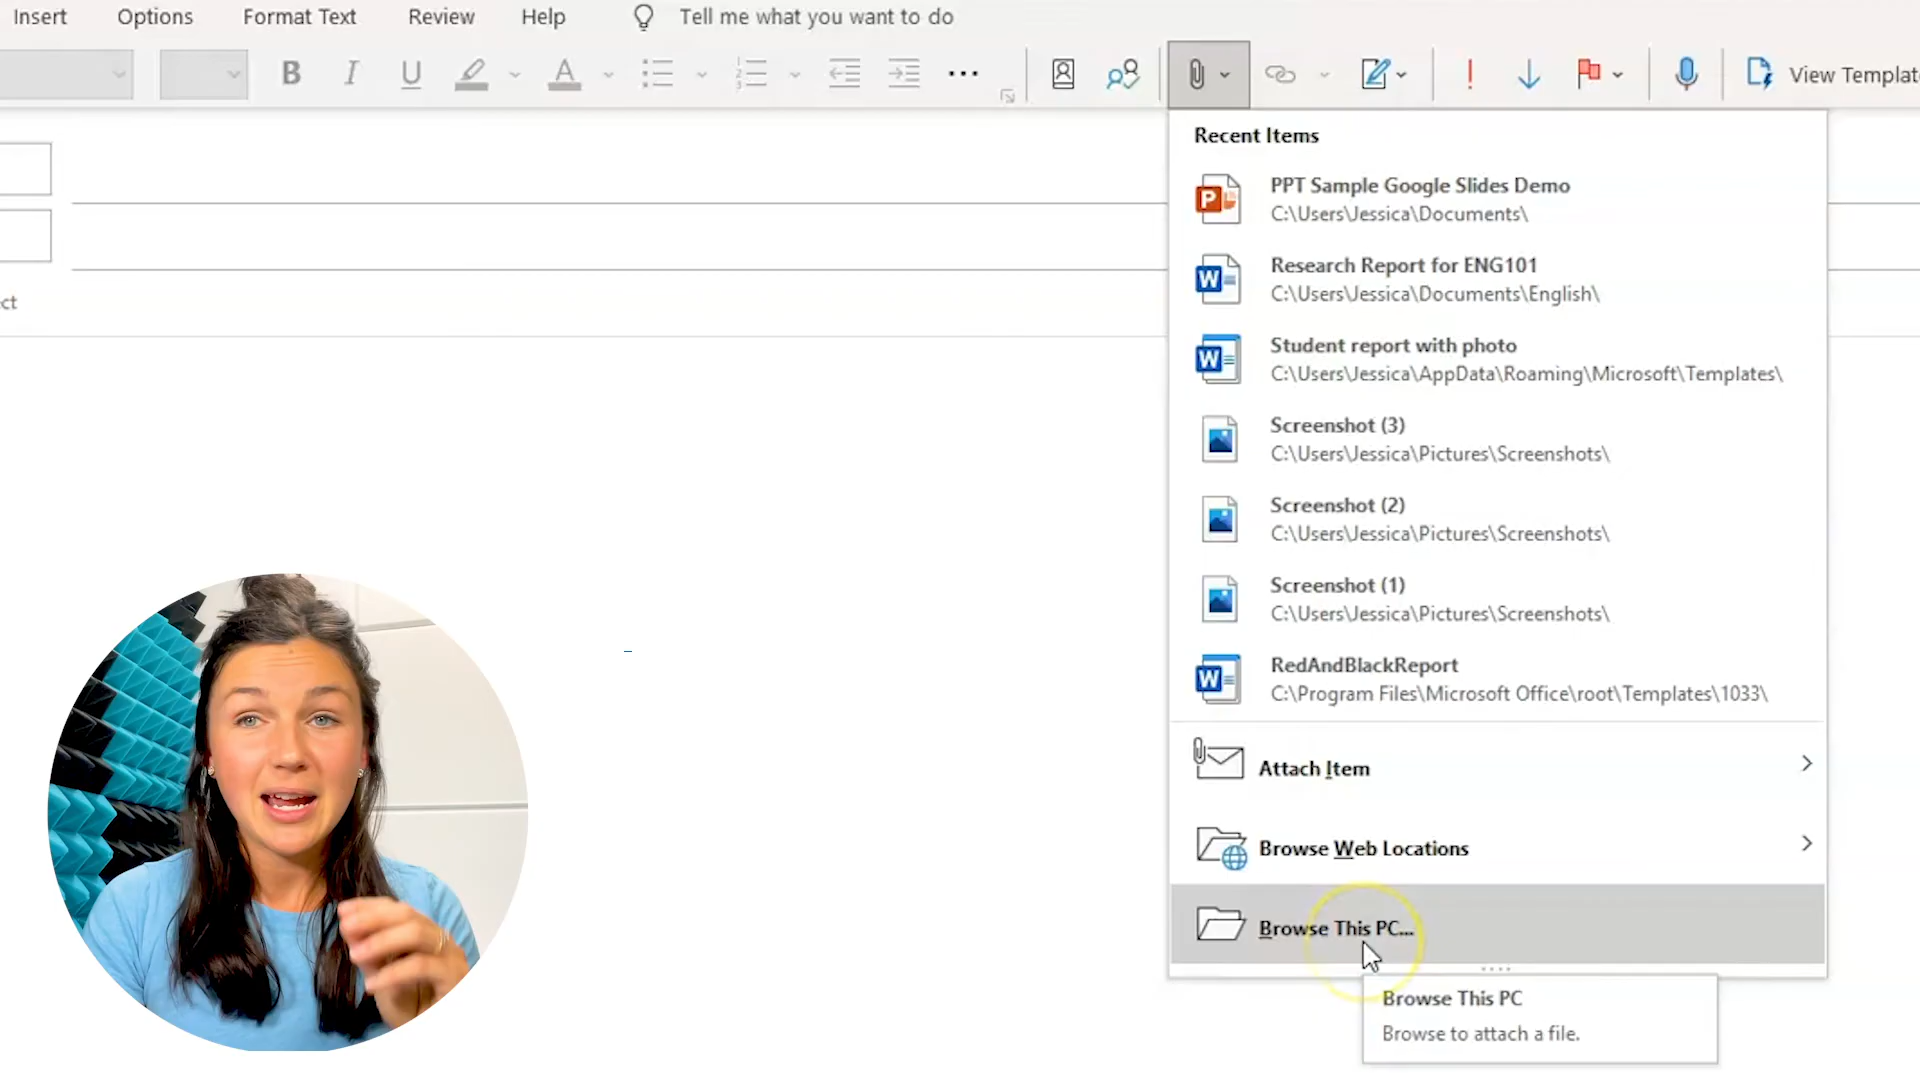 Insert Options Format Text Review Help Tell me what you want to do
B I U A View Templat
Recent Items
PPT Sample Google Slides Demo
C:\Users\Jessica\Documents\
Research Report for ENG101
C:\Users\Jessica\Documents\English\
ct
Student report with photo
C:\Users\Jessica\AppData\Roaming\Microsoft\Templates\
Screenshot (3)
C:\Users\Jessica\Pictures\Screenshots\
Screenshot (2)
C:\Users\Jessica\Pictures\Screenshots\
Screenshot (1)
C:\Users\Jessica\Pictures\Screenshots\
RedAndBlackReport
C:\Program Files\Microsoft Office\root\Templates\1033\
Attach Item
Browse Web Locations
Browse This PC...
Browse This PC
Browse to attach a file.